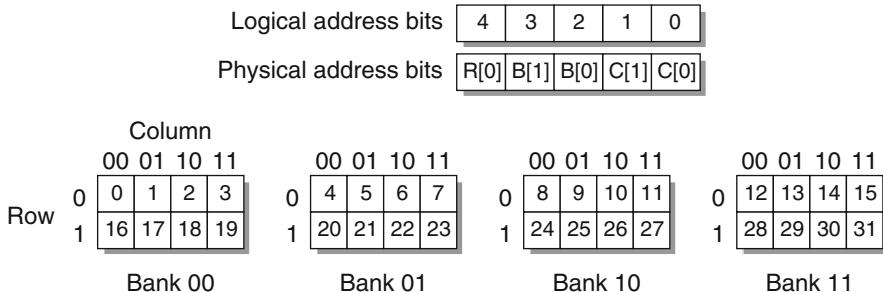 Logical address bits 4 3 2 1 0
Physical address bits R[0] B[1] B[0] C[1] C[0]
Column
00 01 10 11 00 01 10 11 00 01 10 11 00 01 10 11
0 0 1 2 3 0 4 5 6 7 0 8 9 10 11 0 12 13 14 15
Row
1 16 17 18 19 1 20 21 22 23 1 24 25 26 27 1 28 29 30 31
Bank 00 Bank 01 Bank 10 Bank 11